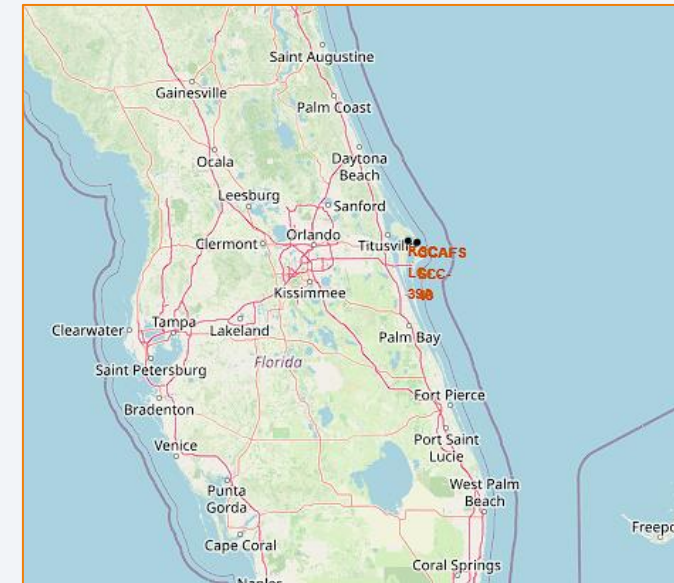 Saint Augustine
Gainesville
Palm Coast
Ocala
Daytona
Beach
Leesburg
Sanford
Orlando
Clermont
Titusville
Kissimmee
Tampa
Clearwater
Lakeland
Palm Bay
Saint Petersburg
Florida
Fort Pierce
Bradenton
Port Saint
Lucie
Venice
West Palm
Beach
Punta
Gorda
Cape Coral
Coral Springs